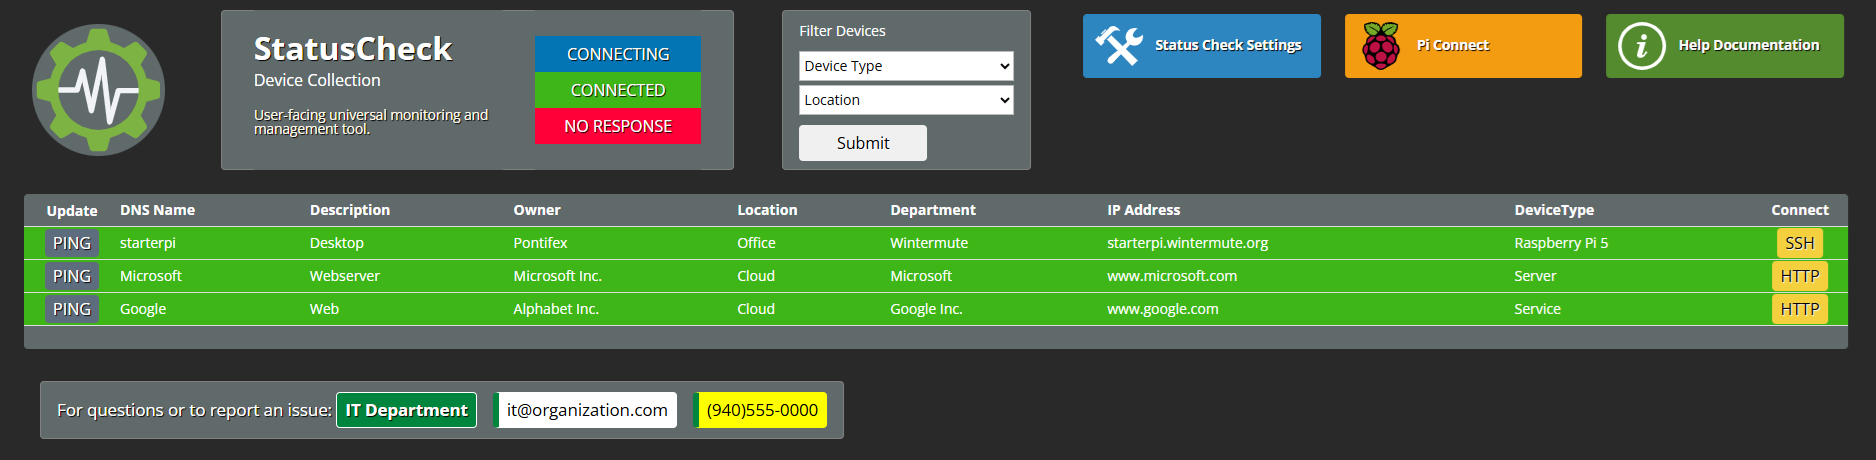 StatusCheck
Device Collection
User-facing universal monitoring and
management tool.
CONNECTING
CONNECTED
NO RESPONSE
Filter Devices
Device Type
Location
Submit
Status Check Settings
Pi Connect
Help Documentation
Update DNS Name Description Owner Location Department IP Address DeviceType Connect
PING starterpi Desktop Pontifex Office Wintermute starterpi.wintermute.org Raspberry Pi 5 SSH
PING Microsoft Webserver Microsoft Inc. Cloud Microsoft www.microsoft.com Server HTTP
PING Google Web Alphabet Inc. Cloud Google Inc. www.google.com Service HTTP
For questions or to report an issue: IT Department it@organization.com (940)555-0000